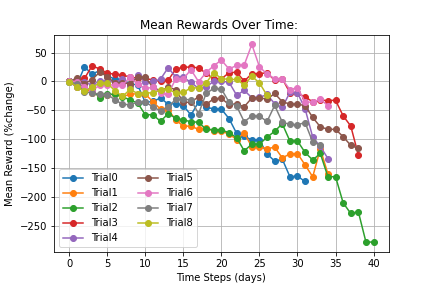 Mean Rewards Over Time:
Mean Reward (%change)
50
0
−50
−100
−150
−200
−250
Trial0
Trial1
Trial2
Trial3
Trial4
Trial5
Trial6
Trial7
Trial8
0 5 10 15 20 25 30 35 40
Time Steps (days)